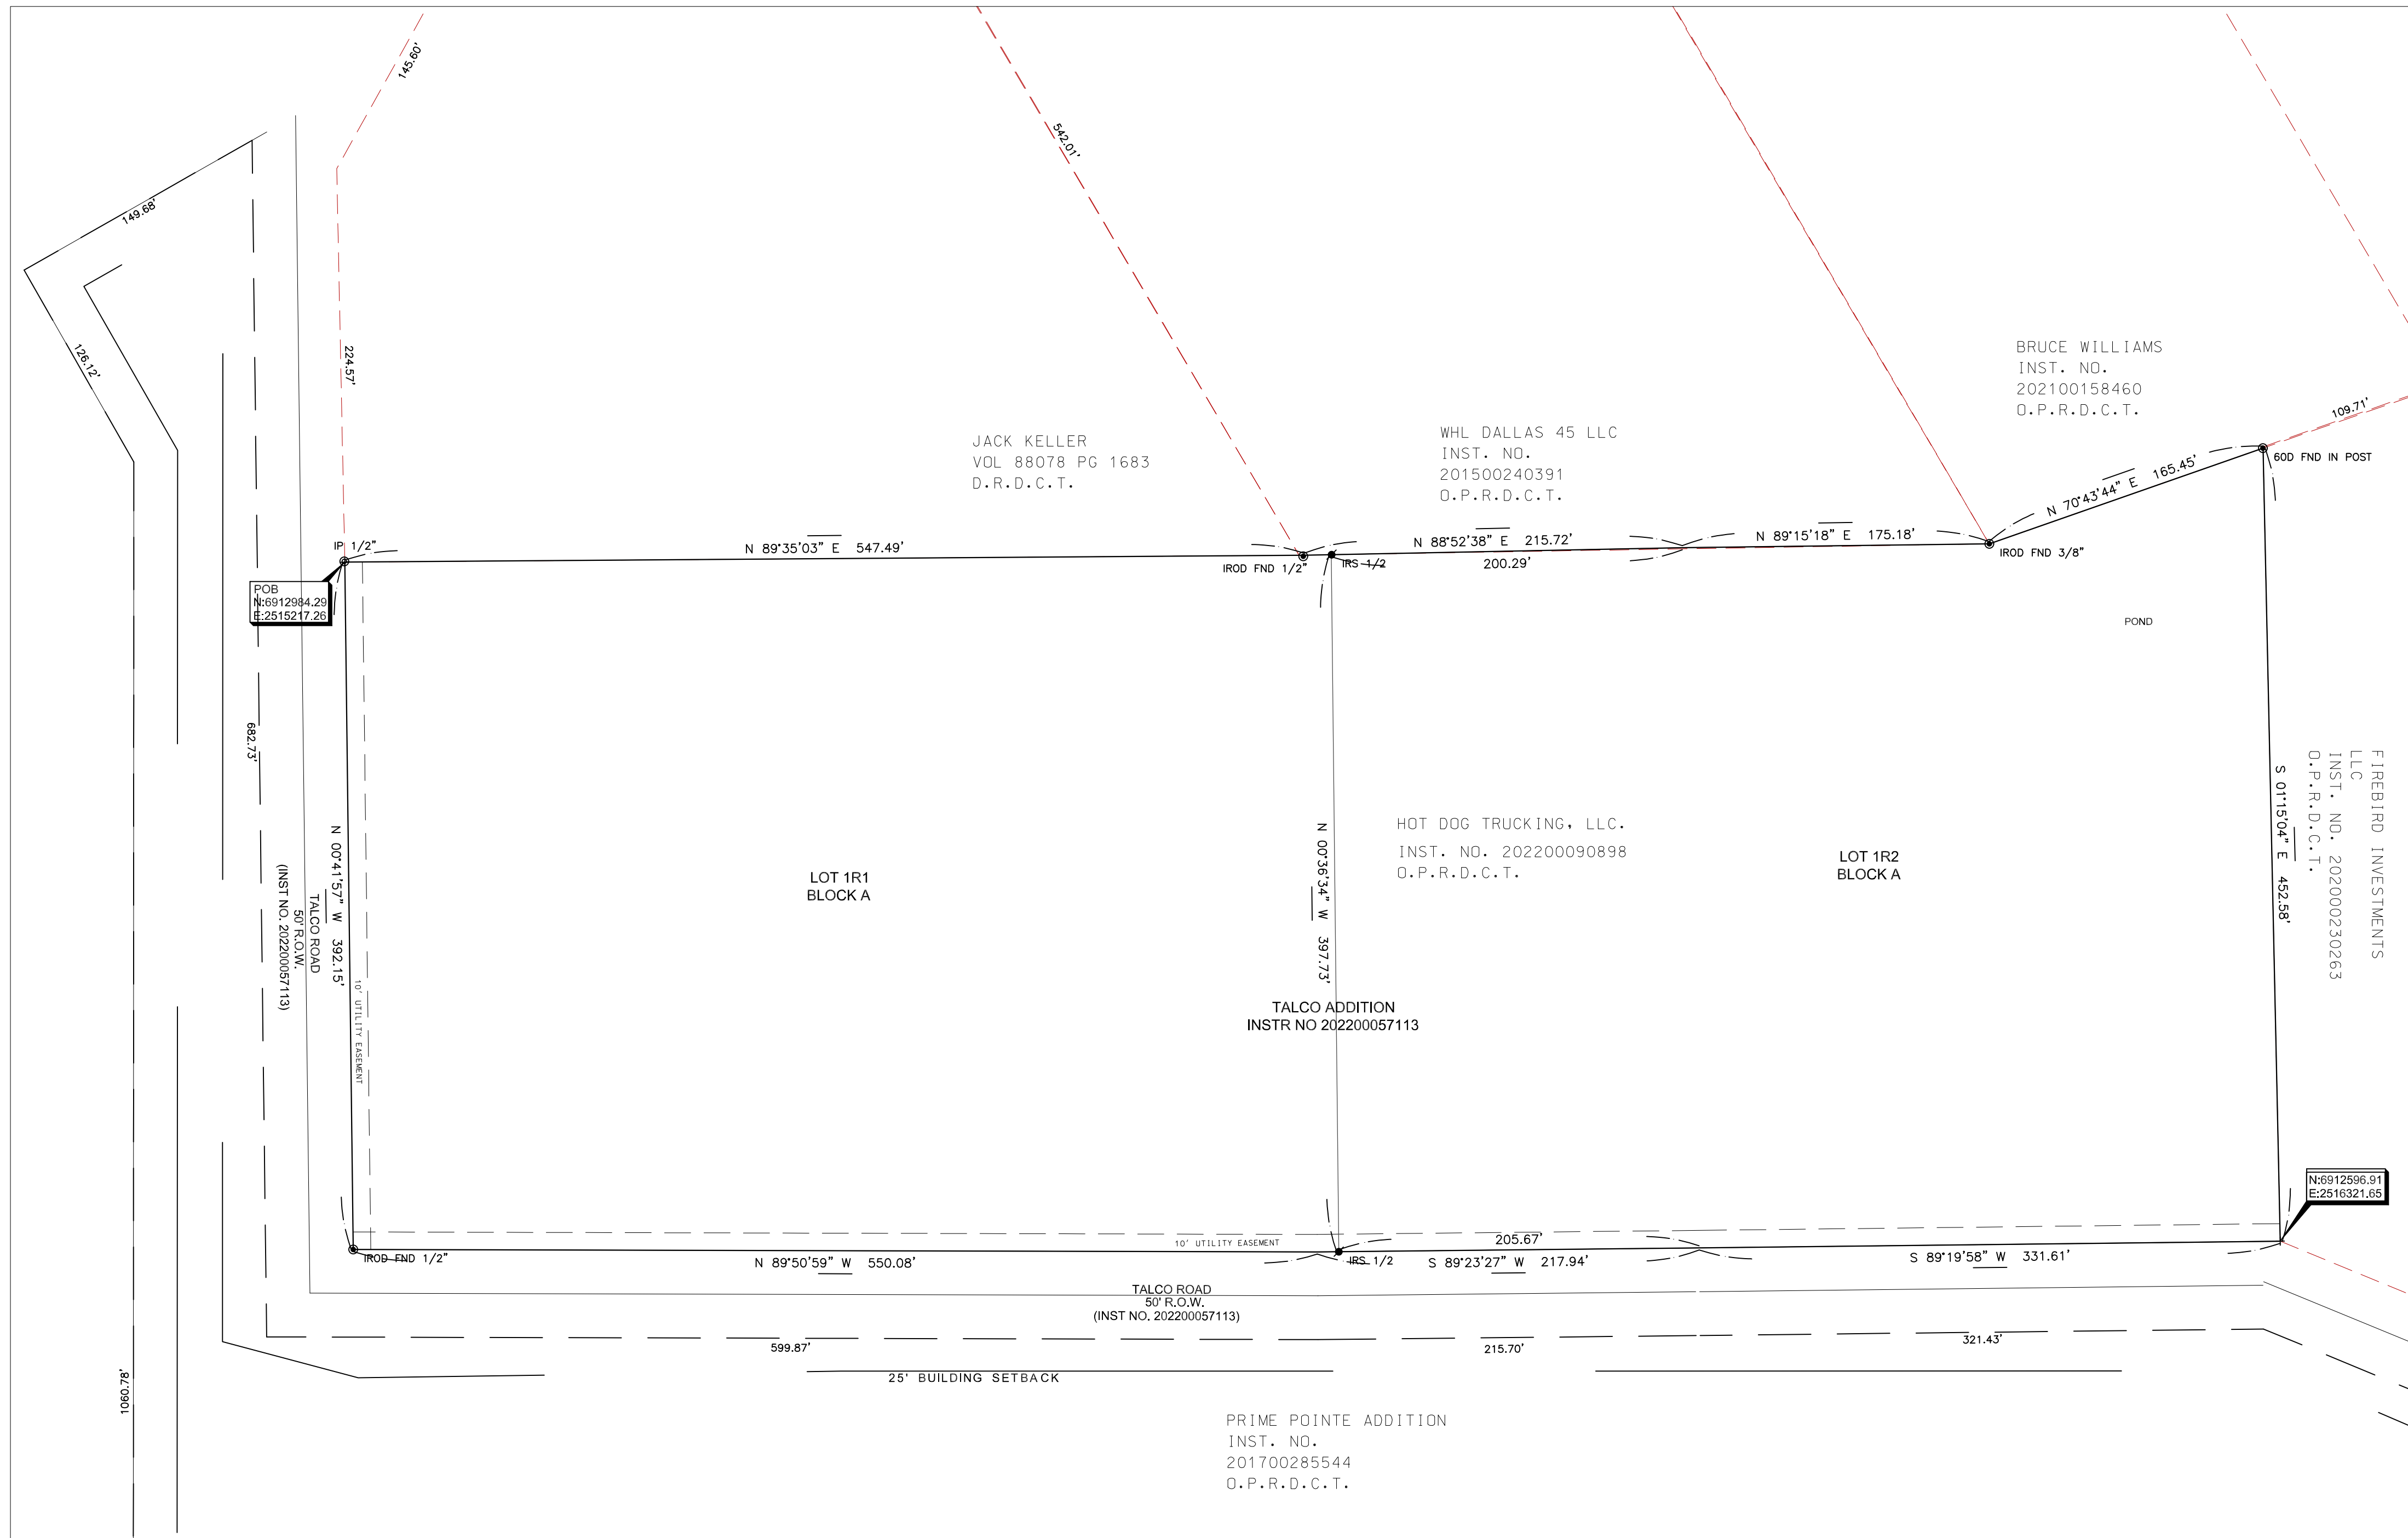 145.60'
149.68'
126.12'
224.57'
542.01'
BRUCE WILLIAMS
INST. NO.
202100158460
O.P.R.D.C.T.
109.71'
JACK KELLER
VOL 88078 PG 1683
D.R.D.C.T.
WHL DALLAS 45 LLC
INST. NO.
201500240391
O.P.R.D.C.T.
N 70°43'44" E 165.45'
60D FND IN POST
IP 1/2"
N 89°35'03" E 547.49'
N 88°52'38" E 215.72'
N 89°15'18" E 175.18'
IROD FND 3/8"
IROD FND 1/2"
IRS 1/2
200.29'
POB
N:6912984.29
E:2515217.26
POND
682.73'
N 00°41'57" W 392.15'
TALCO ROAD
50' R.O.W.
(INST NO. 202200057113)
10' UTILITY EASEMENT
LOT 1R1
BLOCK A
N 00°36'34" W 397.73'
HOT DOG TRUCKING, LLC.
INST. NO. 202200090898
O.P.R.D.C.T.
LOT 1R2
BLOCK A
S 01°15'04" E 452.58'
FIREBIRD INVESTMENTS
LLC
INST. NO. 202000230263
O.P.R.D.C.T.
TALCO ADDITION
INSTR NO 202200057113
N:6912596.91
E:2516321.65
10' UTILITY EASEMENT
205.67'
IROD FND 1/2"
N 89°50'59" W 550.08'
IRS 1/2
S 89°23'27" W 217.94'
S 89°19'58" W 331.61'
TALCO ROAD
50' R.O.W.
(INST NO. 202200057113)
599.87'
215.70'
321.43'
25' BUILDING SETBACK
1060.78'
PRIME POINTE ADDITION
INST. NO.
201700285544
O.P.R.D.C.T.